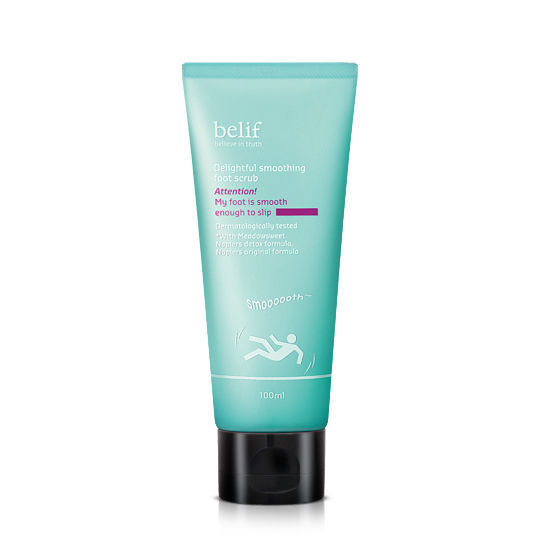 belif
believe in truth
Delightful smoothing
foot scrub
Attention!
My foot is smooth
enough to slip
Dermatologically tested
*With Meadowsweet
Napiers detox formula,
Napiers original formula
smoooooth~
100ml